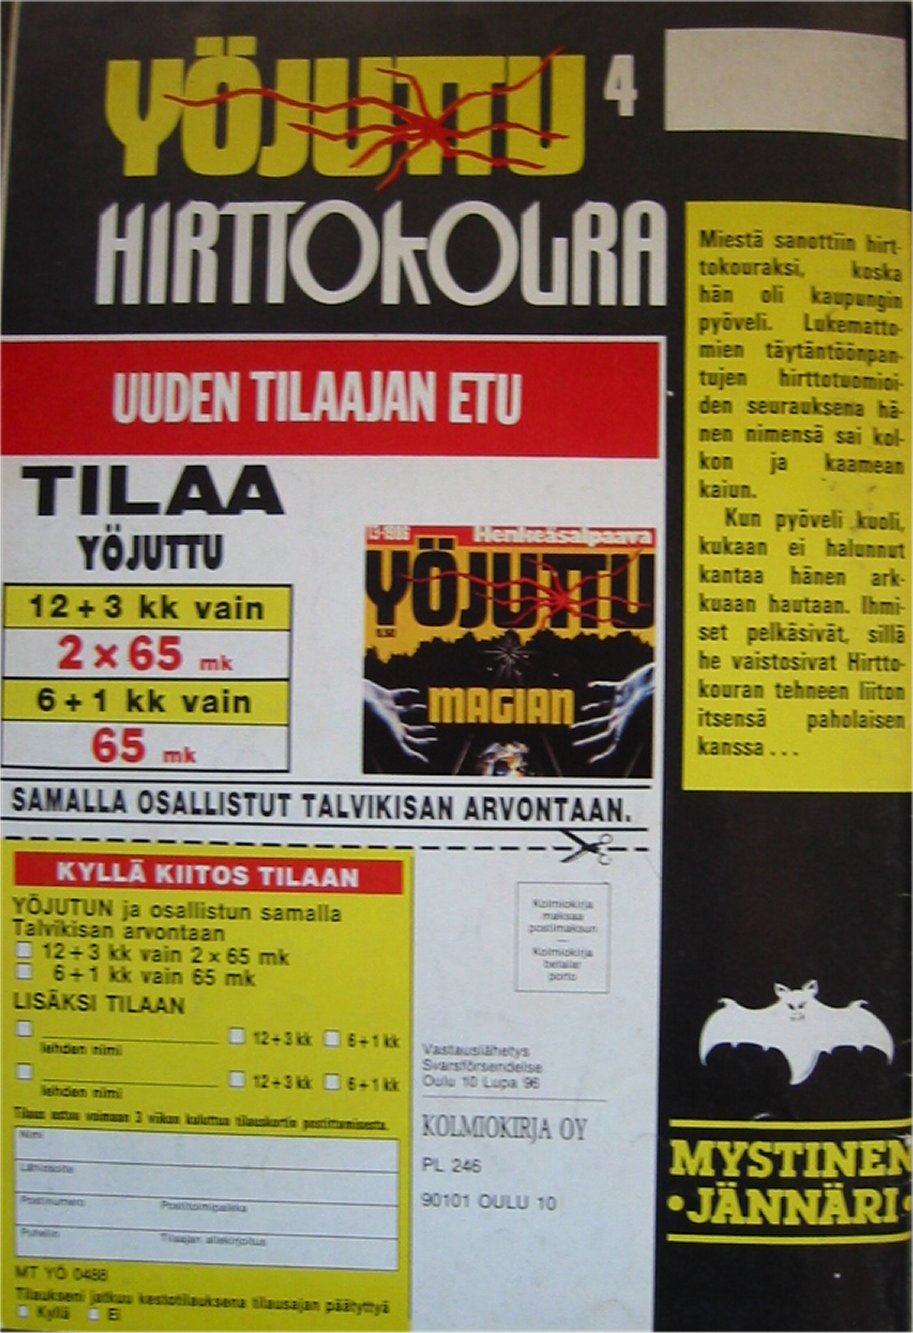 YÖJUTTU 4
HIRTTOKOURA
UUDEN TILAAJAN ETU
TILAA
YÖJUTTU
12 + 3 kk vain
2 x 65 mk
6 + 1 kk vain
65 mk
Henkeäsalpaava
YÖJUTTU
MAGIAN
SAMALLA OSALLISTUT TALVIKISAN ARVONTAAN.
KYLLÄ KIITOS TILAAN
YÖJUTUN ja osallistun samalla
Talvikisan arvontaan
12 + 3 kk vain 2 x 65 mk
6 + 1 kk vain 65 mk
LISÄKSI TILAAN
12+3 kk 6+1 kk
lehden nimi
12+3 kk 6+1 kk
lehden nimi
Tilaus astuu voimaan 3 viikon kuluttua tilauskortin postittamisesta.
Nimi
Lähiosoite
Postinumero Postitoimipaikka
Puhelin Tilaajan allekirjoitus
MT YÖ 0488
Tilaukseni jatkuu kestotilauksena tilausajan päätyttyä
Kyllä Ei
Kolmiokirja
maksaa
postimaksun
—
Kolmiokirja
betalar
porto
Vastauslähetys
Svarsförsendelse
Oulu 10 Lupa 96
KOLMIOKIRJA OY
PL 246
90101 OULU 10
Miestä sanottiin hirt-
tokouraksi, koska
hän oli kaupungin
pyöveli. Lukematto-
mien täytäntöönpan-
tujen hirttotuomioi-
den seurauksena hä-
nen nimensä sai kol-
kon ja kaamean
kaiun.
Kun pyöveli kuoli,
kukaan ei halunnut
kantaa hänen ark-
kuaan hautaan. Ihmi-
set pelkäsivät, sillä
he vaistosivat Hirtto-
kouran tehneen liiton
itsensä paholaisen
kanssa...
MYSTINEN
•JÄNNÄRI•